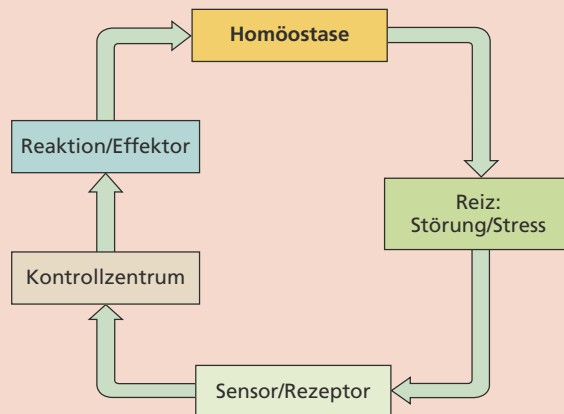 Homöostase
Reaktion/Effektor
Reiz:
Störung/Stress
Kontrollzentrum
Sensor/Rezeptor